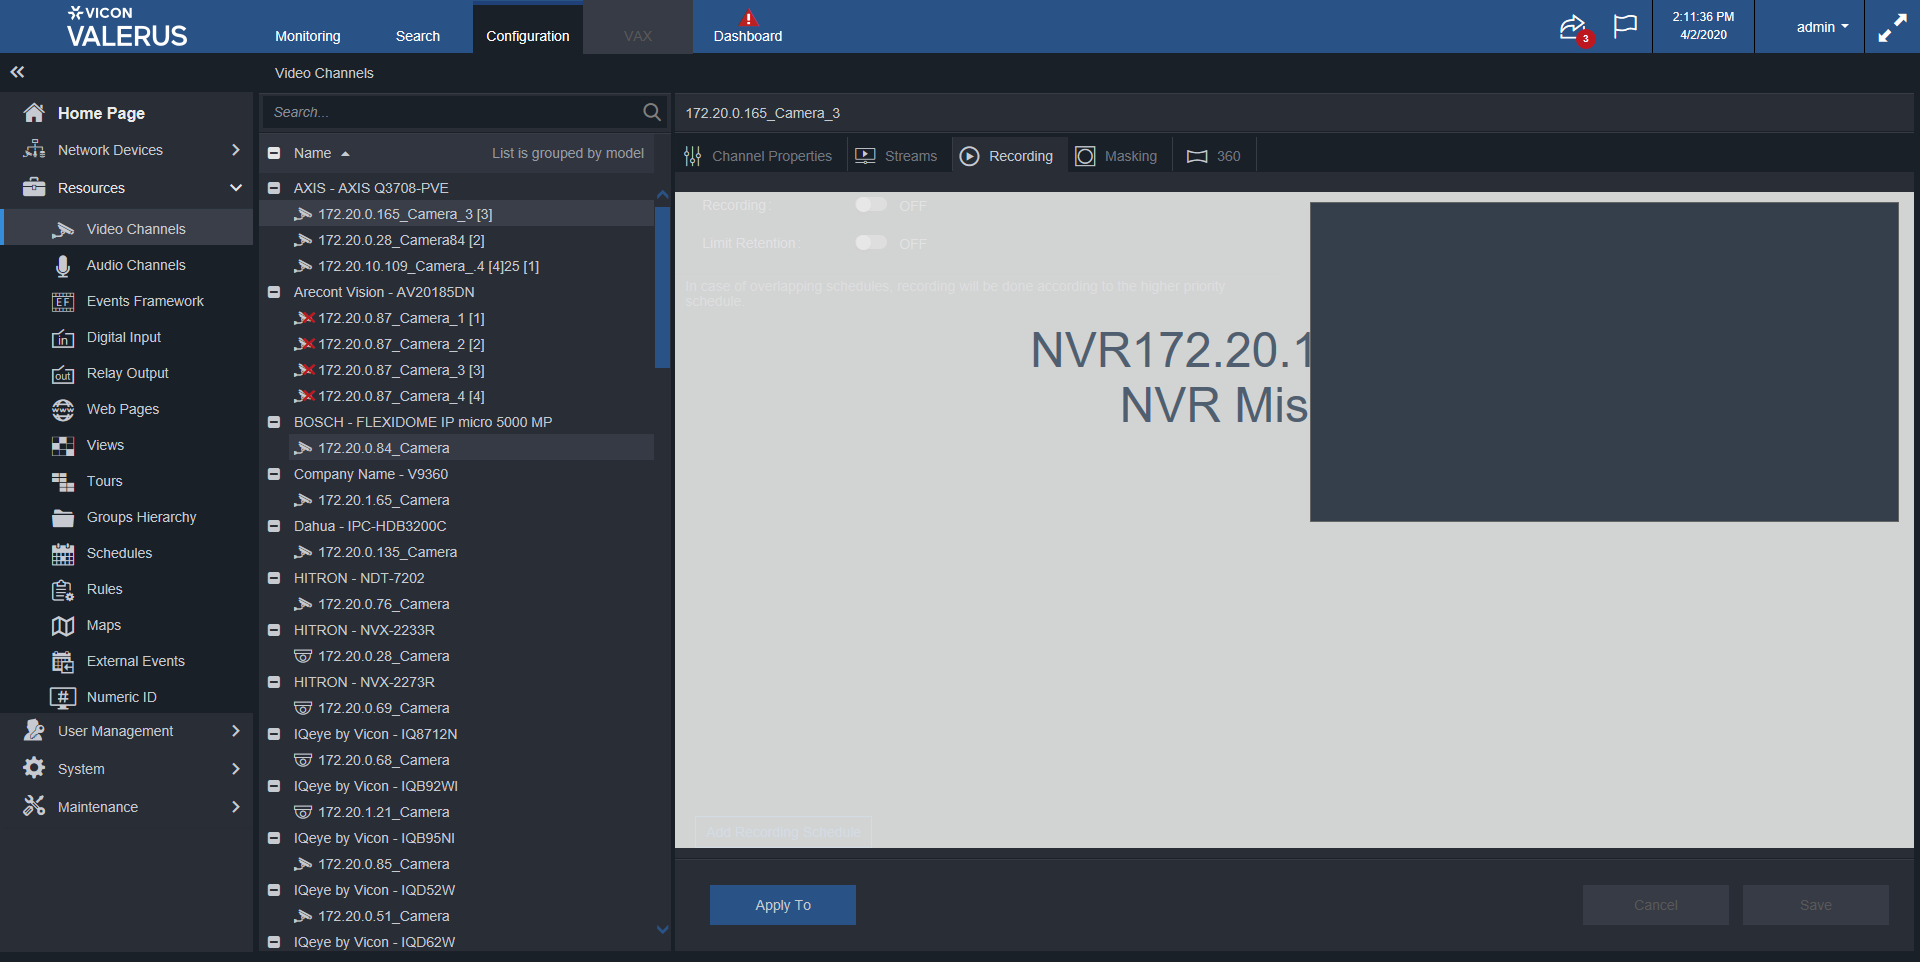 VICON
VALERUS
Monitoring
Search
Configuration
VAX
Dashboard
3
2:11:36 PM
4/2/2020
admin
Video Channels
Home Page
Network Devices
Resources
Video Channels
Audio Channels
EF
Events Framework
in
Digital Input
out
Relay Output
www
Web Pages
Views
Tours
Groups Hierarchy
Schedules
Rules
Maps
External Events
#
Numeric ID
User Management
System
Maintenance
Search...
Name
List is grouped by model
AXIS - AXIS Q3708-PVE
172.20.0.165_Camera_3 [3]
172.20.0.28_Camera84 [2]
172.20.10.109_Camera_.4 [4]25 [1]
Arecont Vision - AV20185DN
172.20.0.87_Camera_1 [1]
172.20.0.87_Camera_2 [2]
172.20.0.87_Camera_3 [3]
172.20.0.87_Camera_4 [4]
BOSCH - FLEXIDOME IP micro 5000 MP
172.20.0.84_Camera
Company Name - V9360
172.20.1.65_Camera
Dahua - IPC-HDB3200C
172.20.0.135_Camera
HITRON - NDT-7202
172.20.0.76_Camera
HITRON - NVX-2233R
172.20.0.28_Camera
HITRON - NVX-2273R
172.20.0.69_Camera
IQeye by Vicon - IQ8712N
172.20.0.68_Camera
IQeye by Vicon - IQB92WI
172.20.1.21_Camera
IQeye by Vicon - IQB95NI
172.20.0.85_Camera
IQeye by Vicon - IQD52W
172.20.0.51_Camera
IQeye by Vicon - IQD62W
172.20.0.165_Camera_3
Channel Properties
Streams
Recording
Masking
360
Recording:
OFF
Limit Retention:
OFF
In case of overlapping schedules, recording will be done according to the higher priority
schedule.
NVR172.20.1
NVR Mis
Add Recording Schedule
Apply To
Cancel
Save